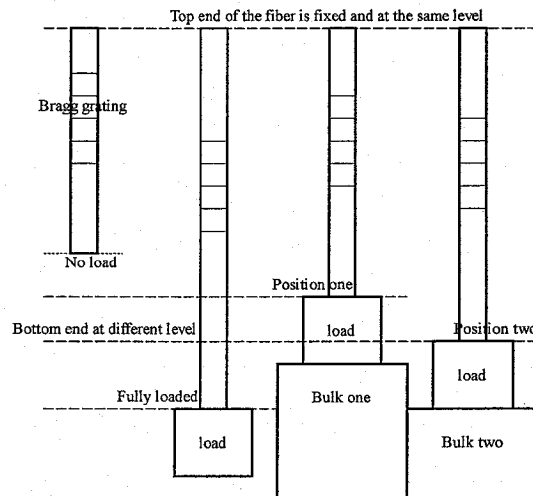 Top end of the fiber is fixed and at the same level
Bragg grating
No load
Position one
Bottom end at different level
load
Position two
load
Fully loaded
Bulk one
load
Bulk two